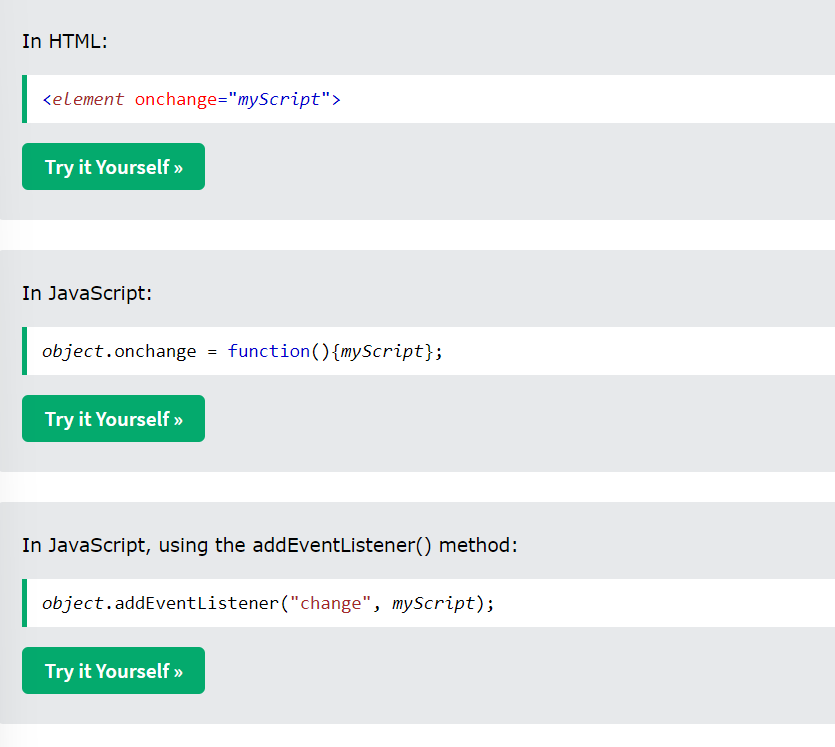 In HTML:
<element onchange="myScript">
Try it Yourself »
In JavaScript:
object.onchange = function(){myScript};
Try it Yourself »
In JavaScript, using the addEventListener() method:
object.addEventListener("change", myScript);
Try it Yourself »